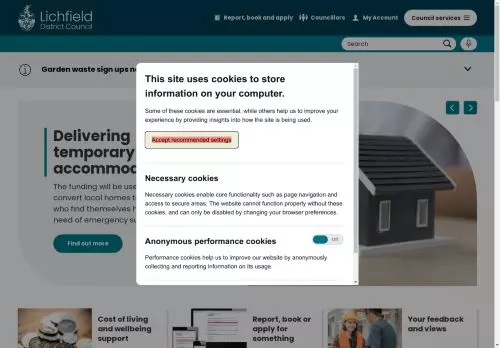 Lichfield
District Council
Report, book and apply
Councillors
My Account
Council services
Search
Garden waste sign ups
This site uses cookies to store
information on your computer.
Some of these cookies are essential, while others help us to improve your
experience by providing insights into how the site is being used.
Accept recommended settings
Necessary cookies
Necessary cookies enable core functionality such as page navigation and
access to secure areas. The website cannot function properly without these
cookies, and can only be disabled by changing your browser preferences.
Anonymous performance cookies
Off
Performance cookies help us to improve our website by anonymously
collecting and reporting information on its usage.
Delivering
temporary
accommod
The funding will be use
convert local homes t
who find themselves h
need of emergency su
Find out more
Cost of living
and wellbeing
support
Report, book or
apply for
something
Your feedback
and views